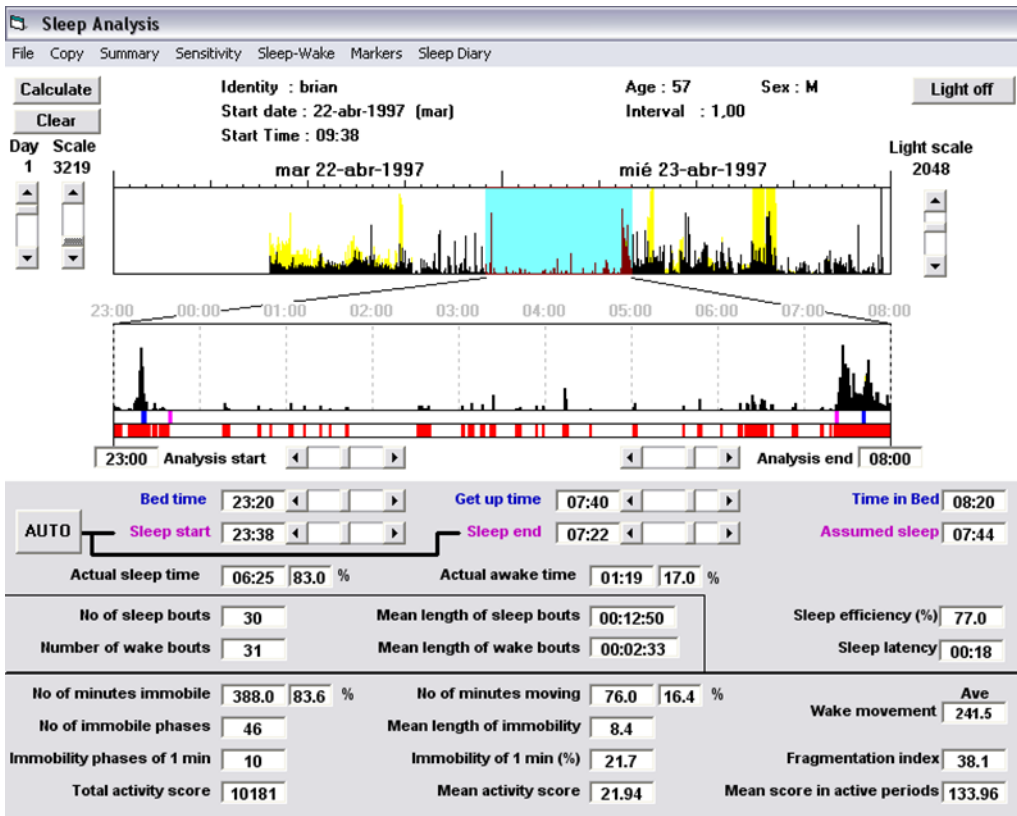 Sleep Analysis
File Copy Summary Sensitivity Sleep-Wake Markers Sleep Diary
Calculate Identity : brian Age : 57 Sex : M Light off
Clear Start date : 22-abr-1997 (mar) Interval : 1,00
Start Time : 09:38
Day Scale Light scale
1 3219 mar 22-abr-1997 mié 23-abr-1997 2048
23:00 00:00 01:00 02:00 03:00 04:00 05:00 06:00 07:00 08:00
23:00 Analysis start Analysis end 08:00
Bed time 23:20 Get up time 07:40 Time in Bed 08:20
AUTO Sleep start 23:38 Sleep end 07:22 Assumed sleep 07:44
Actual sleep time 06:25 83.0 % Actual awake time 01:19 17.0 %
No of sleep bouts 30 Mean length of sleep bouts 00:12:50 Sleep efficiency (%) 77.0
Number of wake bouts 31 Mean length of wake bouts 00:02:33 Sleep latency 00:18
No of minutes immobile 388.0 83.6 % No of minutes moving 76.0 16.4 % Ave
Wake movement 241.5
No of immobile phases 46 Mean length of immobility 8.4
Immobility phases of 1 min 10 Immobility of 1 min (%) 21.7 Fragmentation index 38.1
Total activity score 10181 Mean activity score 21.94 Mean score in active periods 133.96